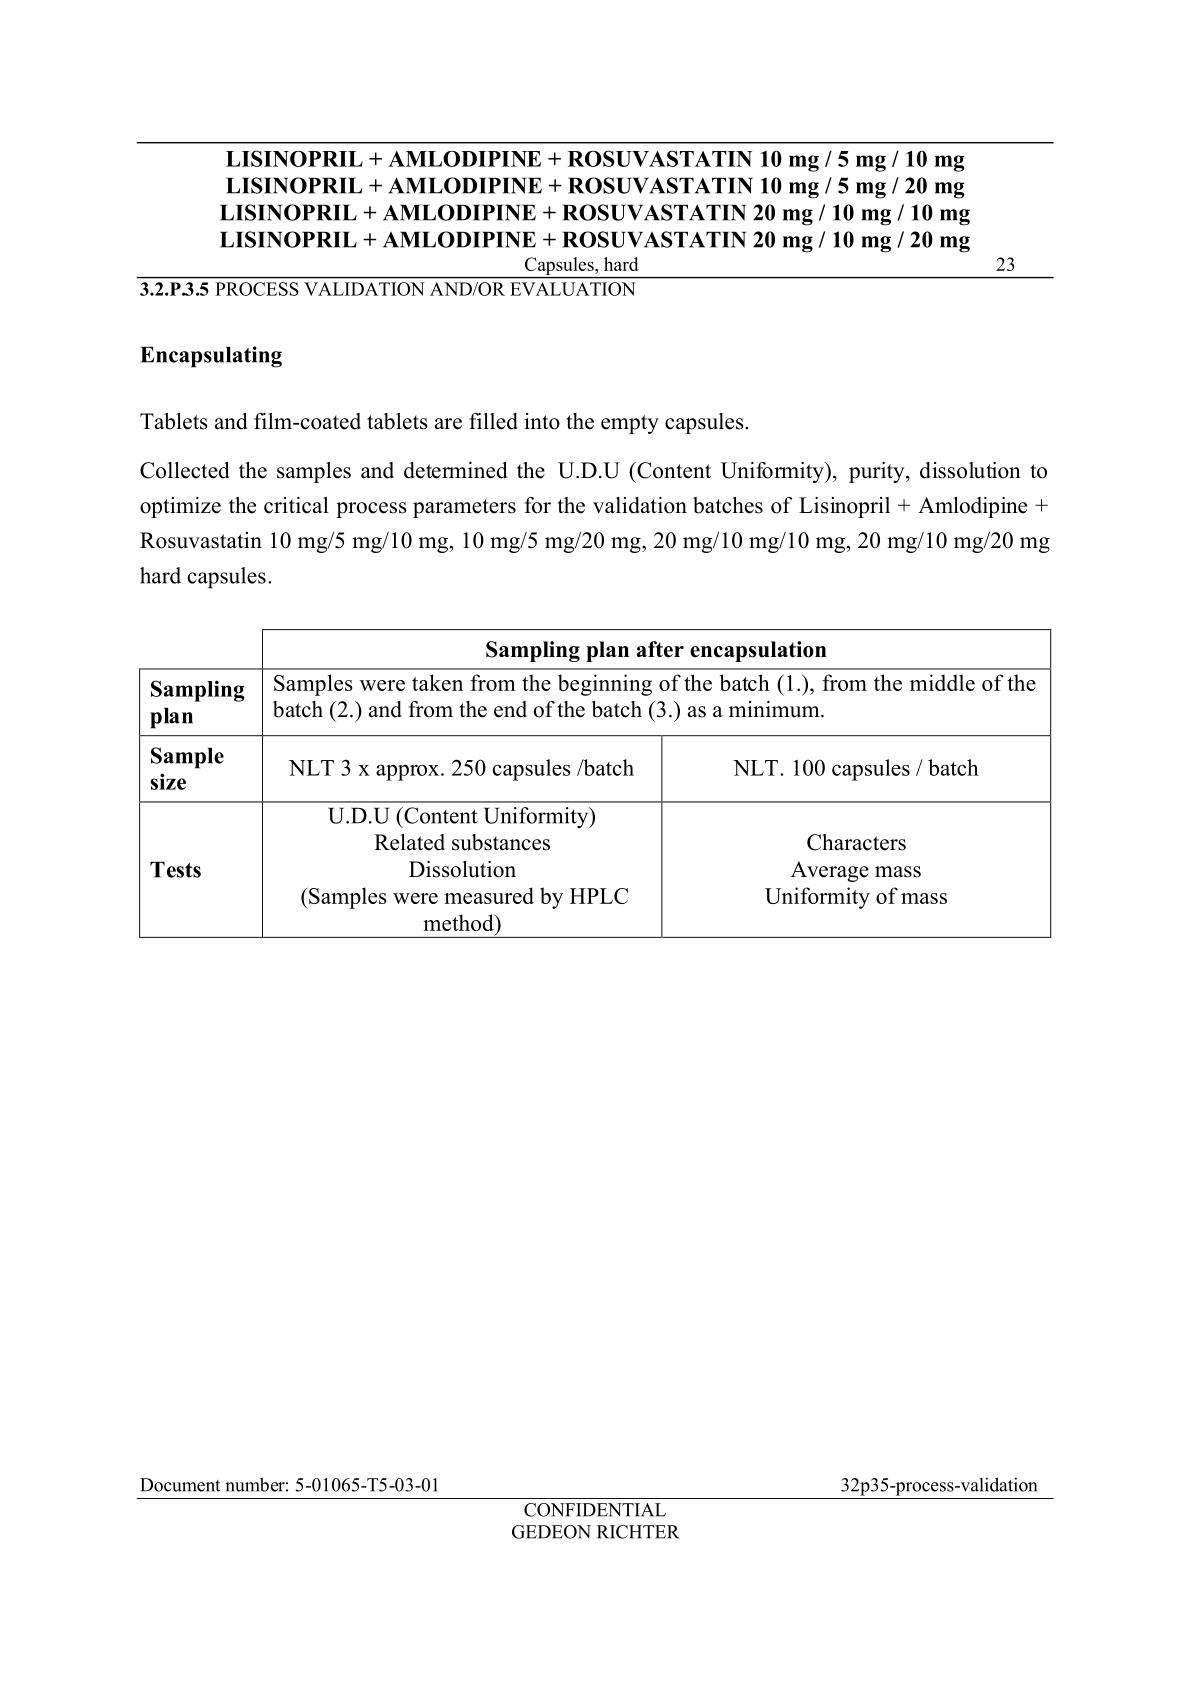 LISINOPRIL + AMLODIPINE + ROSUVASTATIN 10 mg / 5 mg / 10 mg
LISINOPRIL + AMLODIPINE + ROSUVASTATIN 10 mg / 5 mg / 20 mg
LISINOPRIL + AMLODIPINE + ROSUVASTATIN 20 mg / 10 mg / 10 mg
LISINOPRIL + AMLODIPINE + ROSUVASTATIN 20 mg / 10 mg / 20 mg
Capsules, hard 23
3.2.P.3.5 PROCESS VALIDATION AND/OR EVALUATION
Encapsulating
Tablets and film-coated tablets are filled into the empty capsules.
Collected the samples and determined the U.D.U (Content Uniformity), purity, dissolution to
optimize the critical process parameters for the validation batches of Lisinopril + Amlodipine +
Rosuvastatin 10 mg/5 mg/10 mg, 10 mg/5 mg/20 mg, 20 mg/10 mg/10 mg, 20 mg/10 mg/20 mg
hard capsules.
Sampling plan after encapsulation
Sampling
plan
Samples were taken from the beginning of the batch (1.), from the middle of the
batch (2.) and from the end of the batch (3.) as a minimum.
Sample
size
NLT 3 x approx. 250 capsules /batch
NLT. 100 capsules / batch
Tests
U.D.U (Content Uniformity)
Related substances
Dissolution
(Samples were measured by HPLC
method)
Characters
Average mass
Uniformity of mass
Document number: 5-01065-T5-03-01 32p35-process-validation
CONFIDENTIAL
GEDEON RICHTER